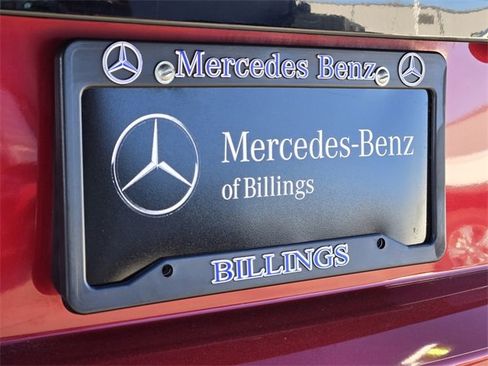 Mercedes Benz
Mercedes-Benz
of Billings
BILLINGS